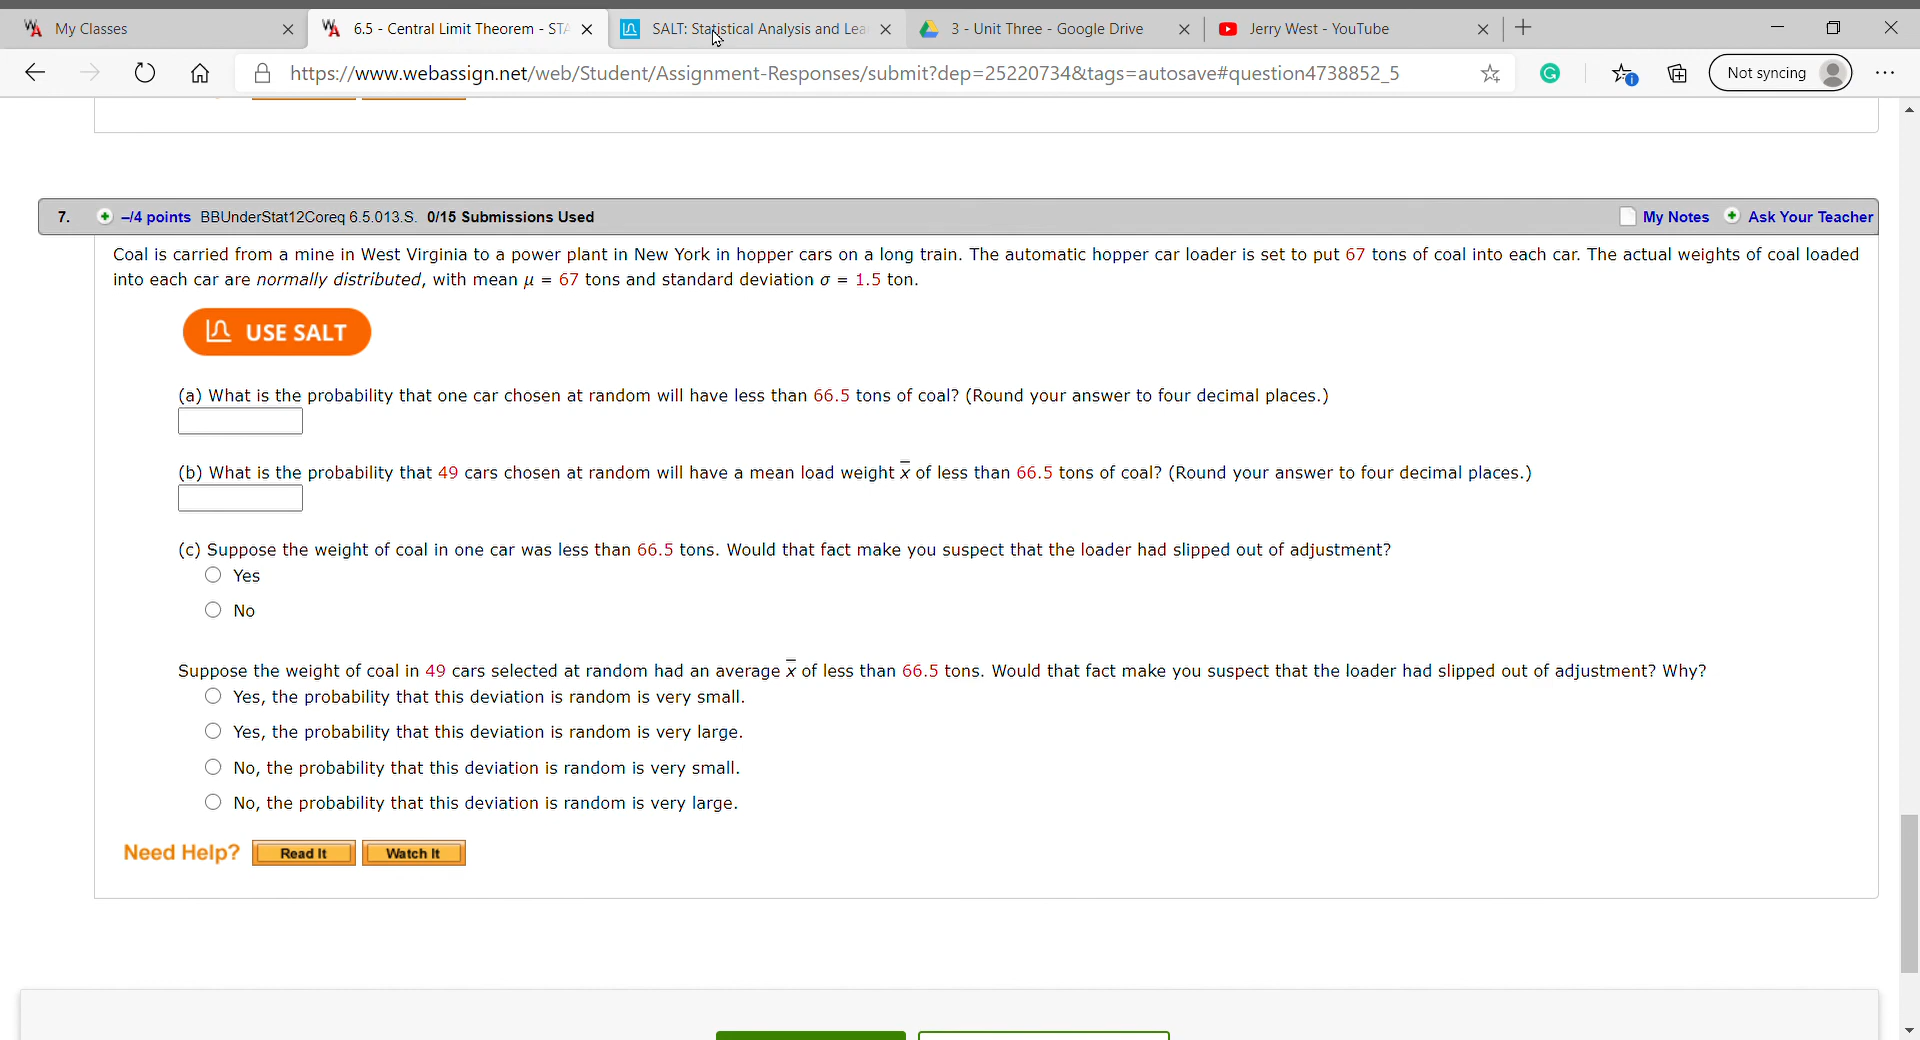 My Classes
6.5 - Central Limit Theorem - STA
SALT: Statistical Analysis and Lea
3 - Unit Three - Google Drive
Jerry West - YouTube
https://www.webassign.net/web/Student/Assignment-Responses/submit?dep=25220734&tags=autosave#question4738852_5
Not syncing
7. –/4 points BBUnderStat12Coreq 6.5.013.S. 0/15 Submissions Used
My Notes Ask Your Teacher
Coal is carried from a mine in West Virginia to a power plant in New York in hopper cars on a long train. The automatic hopper car loader is set to put 67 tons of coal into each car. The actual weights of coal loaded
into each car are normally distributed, with mean μ = 67 tons and standard deviation σ = 1.5 ton.
USE SALT
(a) What is the probability that one car chosen at random will have less than 66.5 tons of coal? (Round your answer to four decimal places.)
(b) What is the probability that 49 cars chosen at random will have a mean load weight x̅ of less than 66.5 tons of coal? (Round your answer to four decimal places.)
(c) Suppose the weight of coal in one car was less than 66.5 tons. Would that fact make you suspect that the loader had slipped out of adjustment?
Yes
No
Suppose the weight of coal in 49 cars selected at random had an average x̅ of less than 66.5 tons. Would that fact make you suspect that the loader had slipped out of adjustment? Why?
Yes, the probability that this deviation is random is very small.
Yes, the probability that this deviation is random is very large.
No, the probability that this deviation is random is very small.
No, the probability that this deviation is random is very large.
Need Help? Read It Watch It